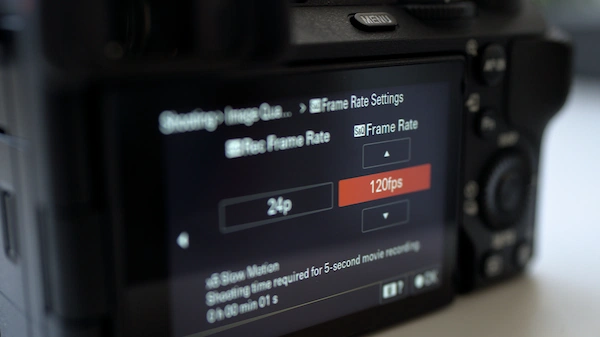 MENU
Shooting > Image Qua... > Frame Rate Settings
Rec Frame Rate
S&Q Frame Rate
24p
120fps
x5 Slow Motion
Shooting time required for 5-second movie recording
0 h 00 min 01 s
? OK